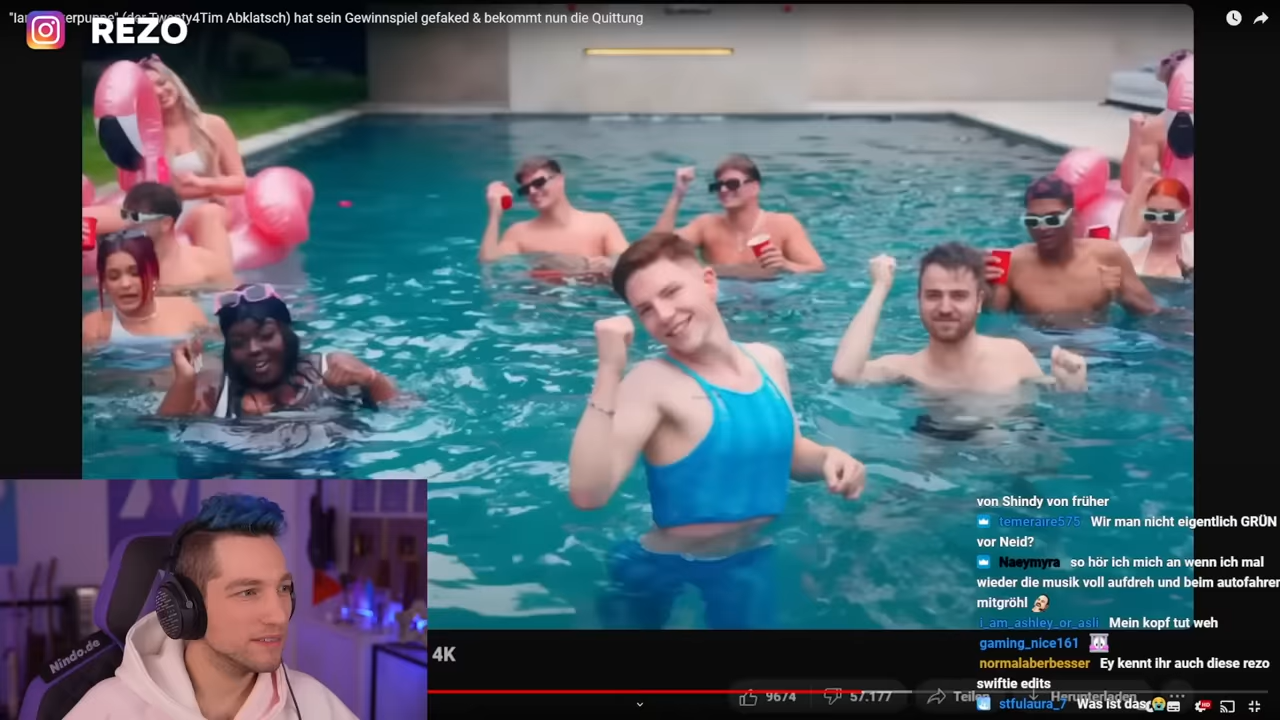 (der Twenty4Tim Abklatsch) hat sein Gewinnspiel gefaked & bekommt nun die Quittung
REZO
von Shindy von früher
temeraire575 Wir man nicht eigentlich GRÜN
vor Neid?
Naeymyra so hör ich mich an wenn ich mal
wieder die musik voll aufdreh und beim autofahren
mitgröhl
i_am_ashley_or_asli Mein kopf tut weh
gaming_nice161
normalaberbesser Ey kennt ihr auch diese rezo
swiftie edits
stfulaura_7 Was ist das
Nindo.de
4K
9674 57.177 Teilen Herunterladen
HD